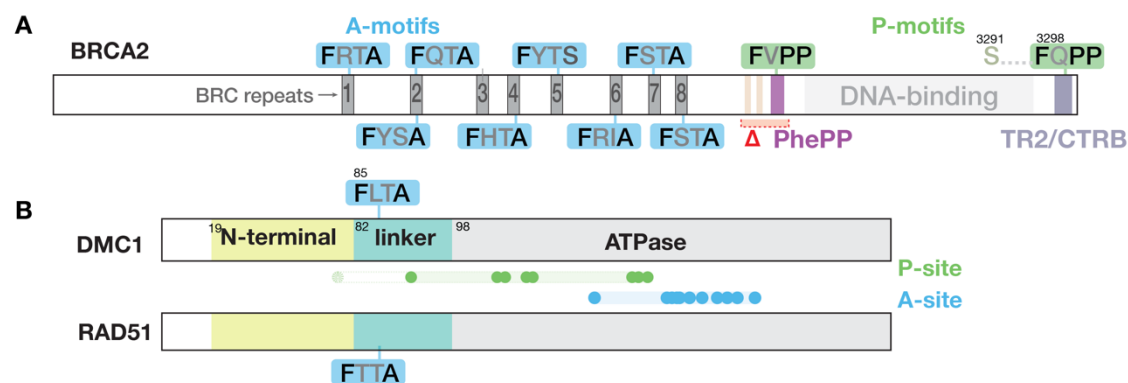 A
A-motifs
P-motifs
BRCA2
3291
3298
FRTA FQTA FYTS FSTA FVPP S.... FQPP
BRC repeats → 1 2 3 4 5 6 7 8 DNA-binding
FYSA FHTA FRIA FSTA Δ PhePP TR2/CTRB
85
FLTA
B
DMC1 19 N-terminal 82 linker 98 ATPase
P-site
A-site
RAD51
FTTA